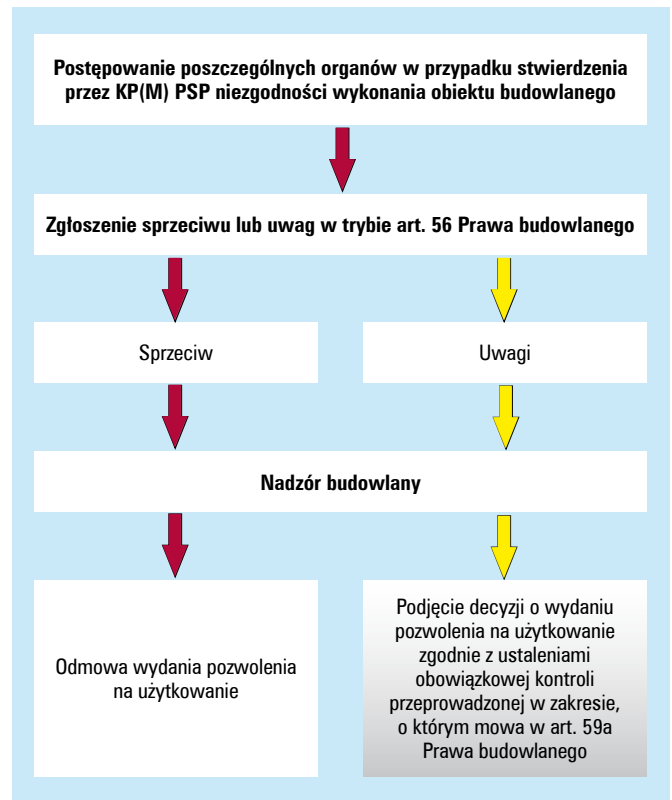 Postępowanie poszczególnych organów w przypadku stwierdzenia
przez KP(M) PSP niezgodności wykonania obiektu budowlanego
Zgłoszenie sprzeciwu lub uwag w trybie art. 56 Prawa budowlanego
Sprzeciw
Uwagi
Nadzór budowlany
Odmowa wydania pozwolenia
na użytkowanie
Podjęcie decyzji o wydaniu
pozwolenia na użytkowanie
zgodnie z ustaleniami
obowiązkowej kontroli
przeprowadzonej w zakresie,
o którym mowa w art. 59a
Prawa budowlanego